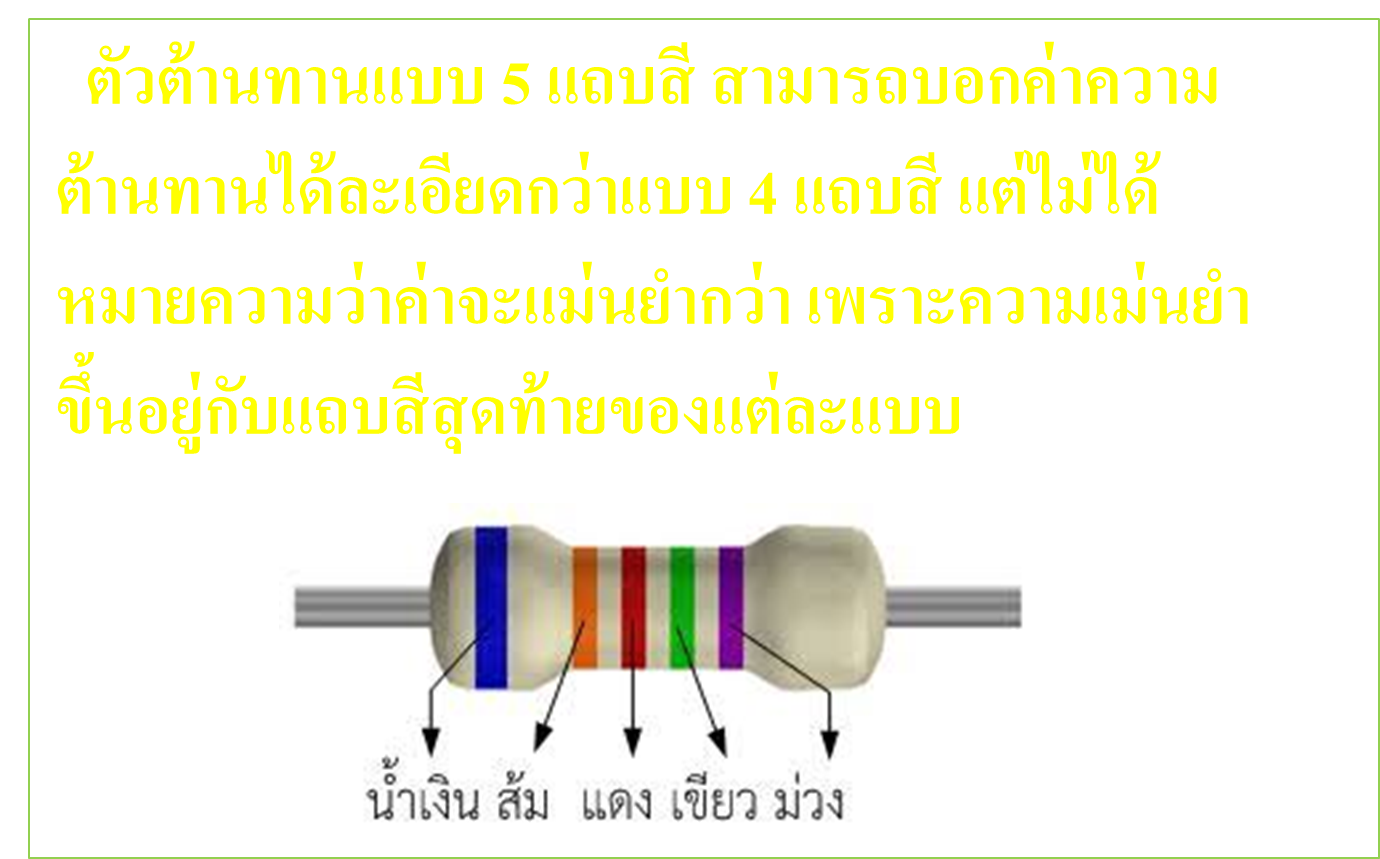 ตัวต้านทานแบบ 5 แถบสี สามารถบอกค่าความ
ต้านทานได้ละเอียดกว่าแบบ 4 แถบสี แต่ไม่ได้
หมายความว่าค่าจะแม่นยำกว่า เพราะความเม่นยำ
ขึ้นอยู่กับแถบสีสุดท้ายของแต่ละแบบ
น้ำเงิน ส้ม แดง เขียว ม่วง